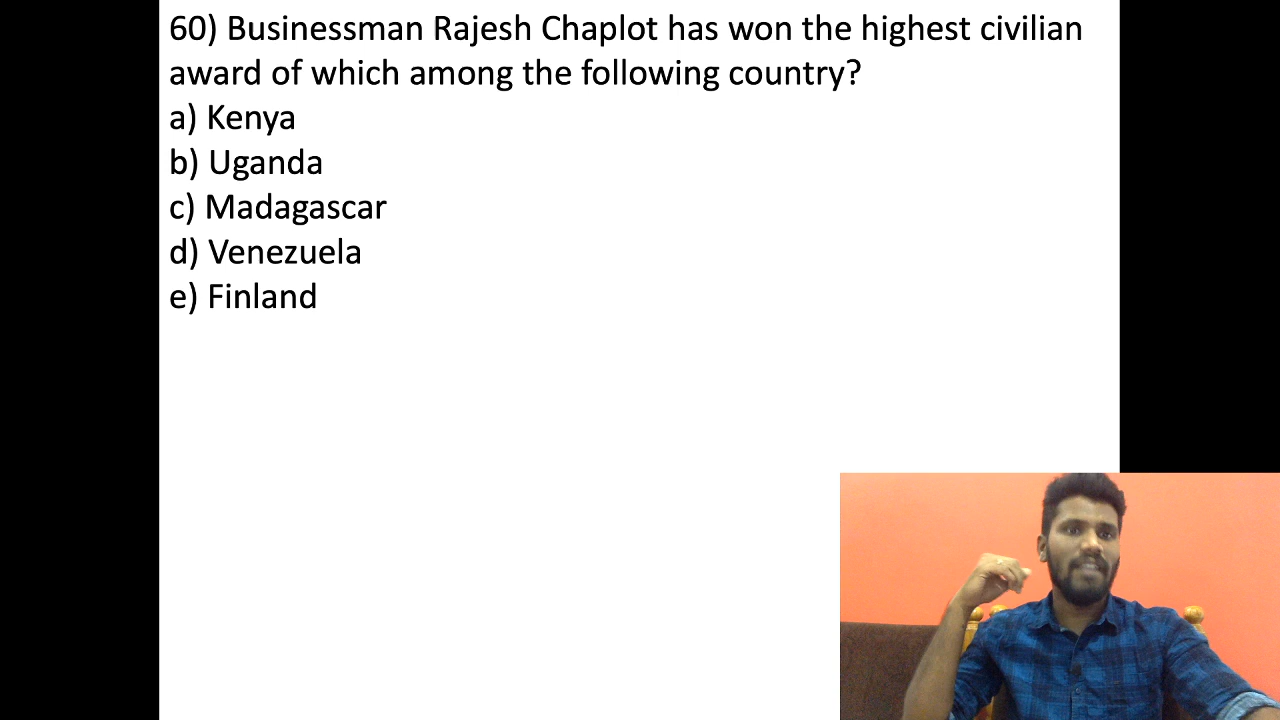 60) Businessman Rajesh Chaplot has won the highest civilian
award of which among the following country?
a) Kenya
b) Uganda
c) Madagascar
d) Venezuela
e) Finland